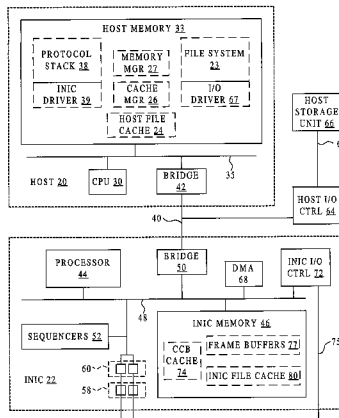 HOST MEMORY 33
PROTOCOL STACK 38
MEMORY MGR 27
FILE SYSTEM 23
INIC DRIVER 39
CACHE MGR 26
I/O DRIVER 67
HOST FILE CACHE 24
35
HOST 20
CPU 30
BRIDGE 42
HOST STORAGE UNIT 66
40
HOST I/O CTRL 64
PROCESSOR 44
BRIDGE 50
DMA 68
INIC I/O CTRL 72
48
SEQUENCERS 52
INIC MEMORY 46
CCB CACHE 74
FRAME BUFFERS 77
INIC FILE CACHE 80
60
58
INIC 22
75